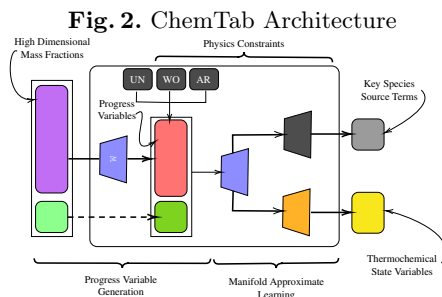 Fig. 2. ChemTab Architecture
High Dimensional
Mass Fractions
Physics Constraints
UN
WO
AR
Progress
Variables
Key Species
Source Terms
Thermochemical
State Variables
Progress Variable
Generation
Manifold Approximate
Learning